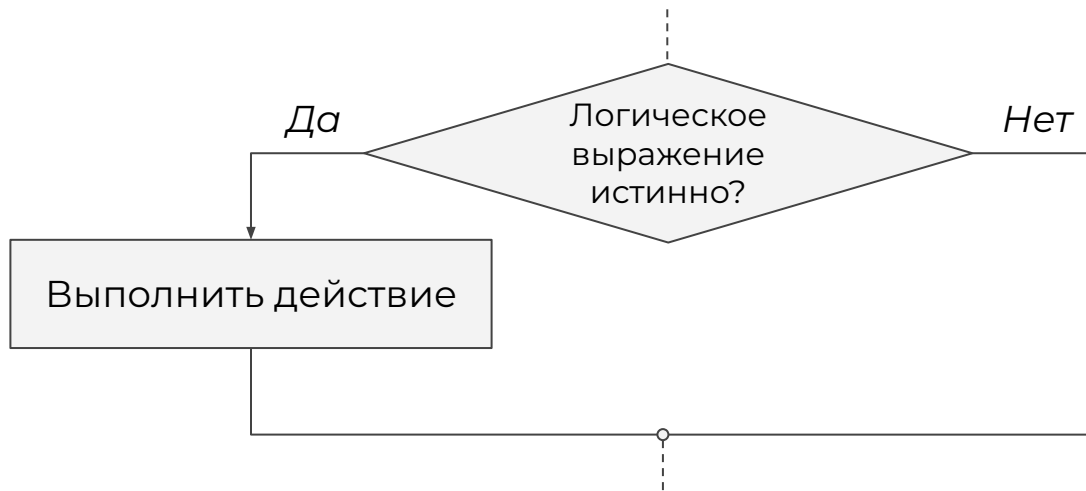 Да
Логическое
выражение
истинно?
Нет
Выполнить действие